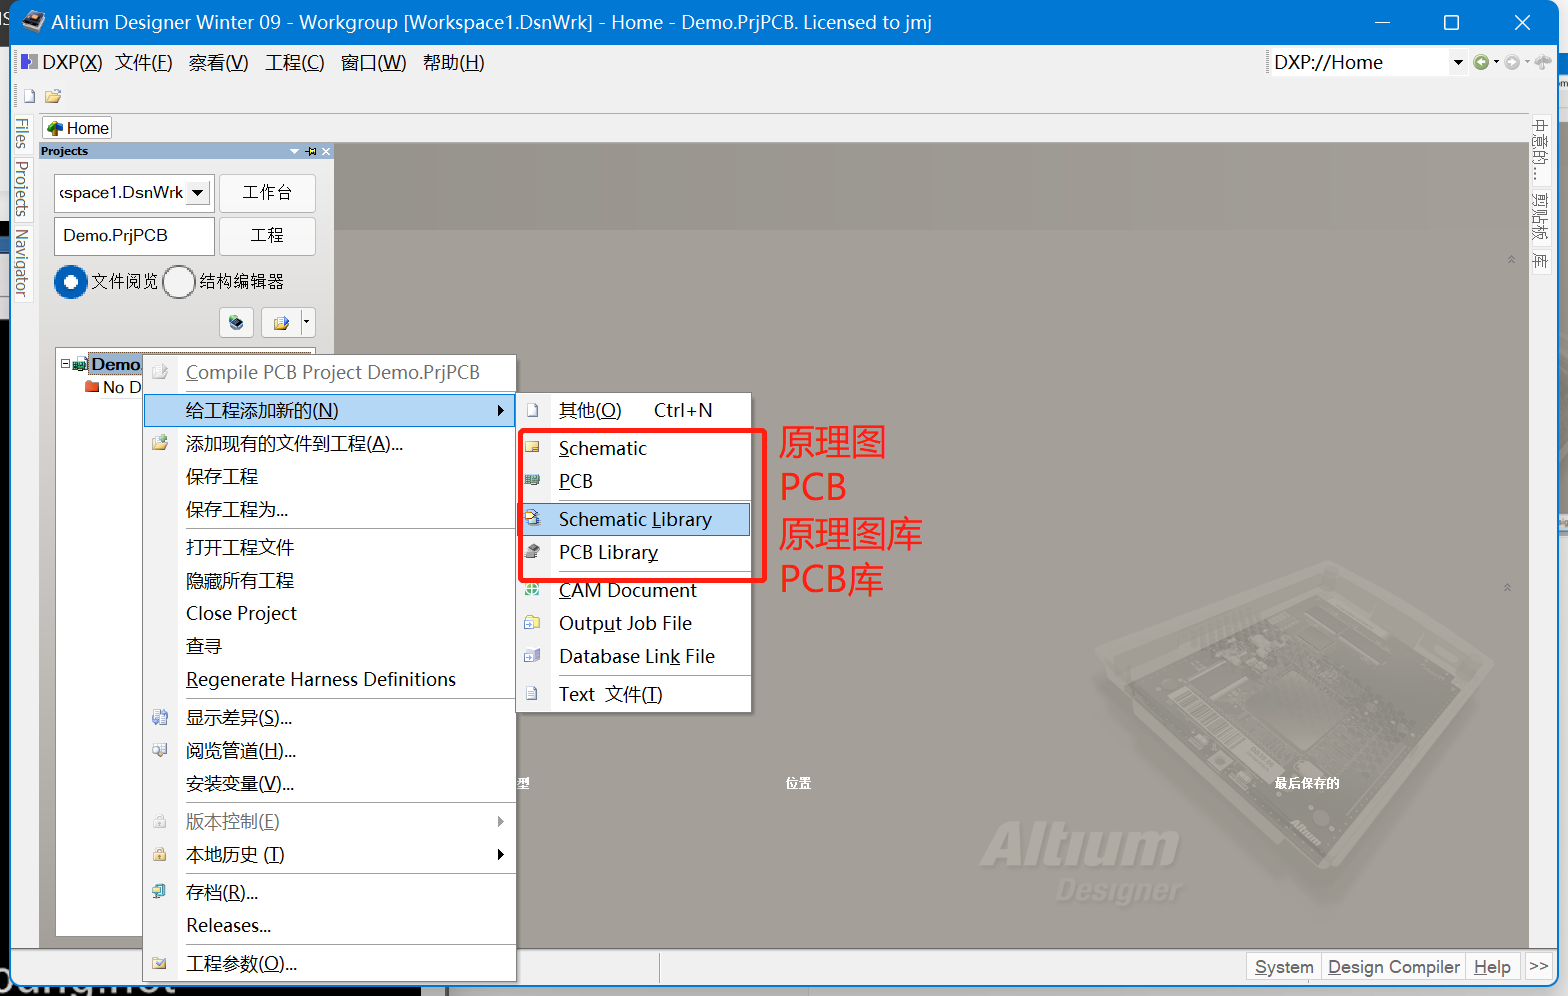 Altium Designer Winter 09 - Workgroup [Workspace1.DsnWrk] - Home - Demo.PrjPCB. Licensed to jmj
DXP(X) 文件(F) 察看(V) 工程(C) 窗口(W) 帮助(H)
DXP://Home
Home
Files
Projects
Navigator
Projects
kspace1.DsnWrk
工作台
Demo.PrjPCB
工程
文件阅览
结构编辑器
Demo.
No D
Compile PCB Project Demo.PrjPCB
给工程添加新的(N)
添加现有的文件到工程(A)...
保存工程
保存工程为...
打开工程文件
隐藏所有工程
Close Project
查寻
Regenerate Harness Definitions
显示差异(S)...
阅览管道(H)...
安装变量(V)...
版本控制(E)
本地历史 (T)
存档(R)...
Releases...
工程参数(O)...
其他(O) Ctrl+N
Schematic
PCB
Schematic Library
PCB Library
CAM Document
Output Job File
Database Link File
Text 文件(T)
原理图
PCB
原理图库
PCB库
中意的...
剪贴板
库
型
位置
最后保存的
Altium
Designer
Altium
System
Design Compiler
Help
>>